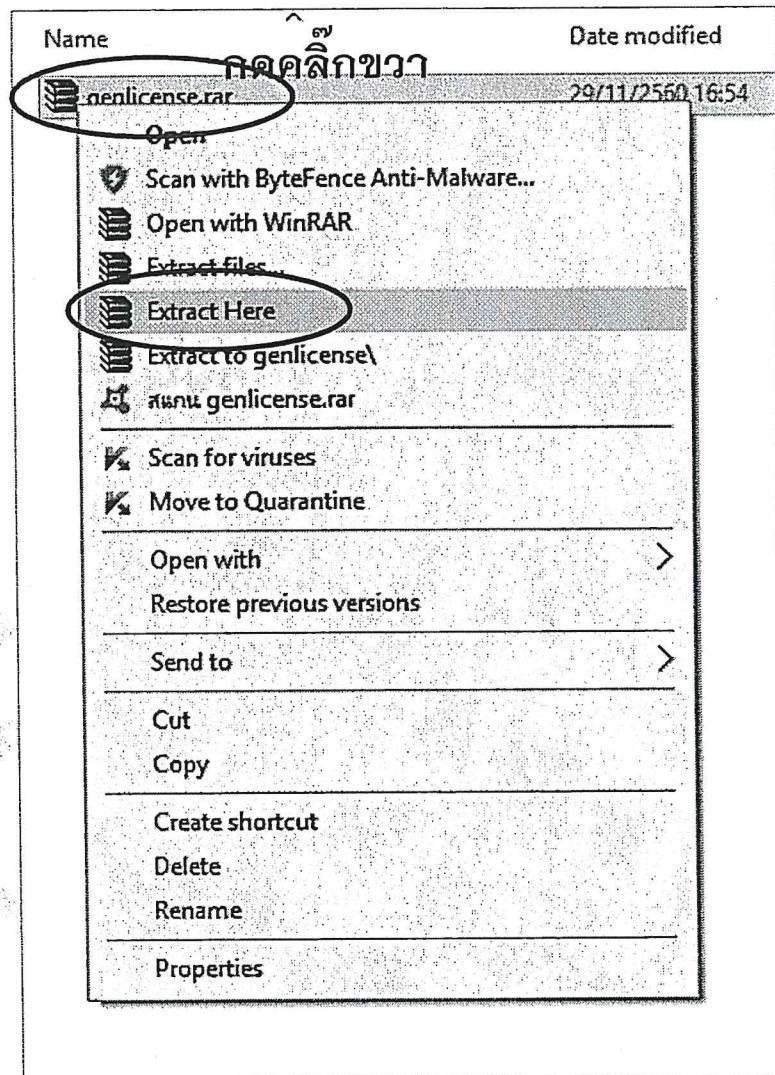 Name
Date modified
กดคลิ๊กขวา
genlicense.rar
29/11/2560 16:54
Open
Scan with ByteFence Anti-Malware...
Open with WinRAR
Extract files...
Extract Here
Extract to genlicense\
สแกน genlicense.rar
Scan for viruses
Move to Quarantine
Open with
Restore previous versions
Send to
Cut
Copy
Create shortcut
Delete
Rename
Properties